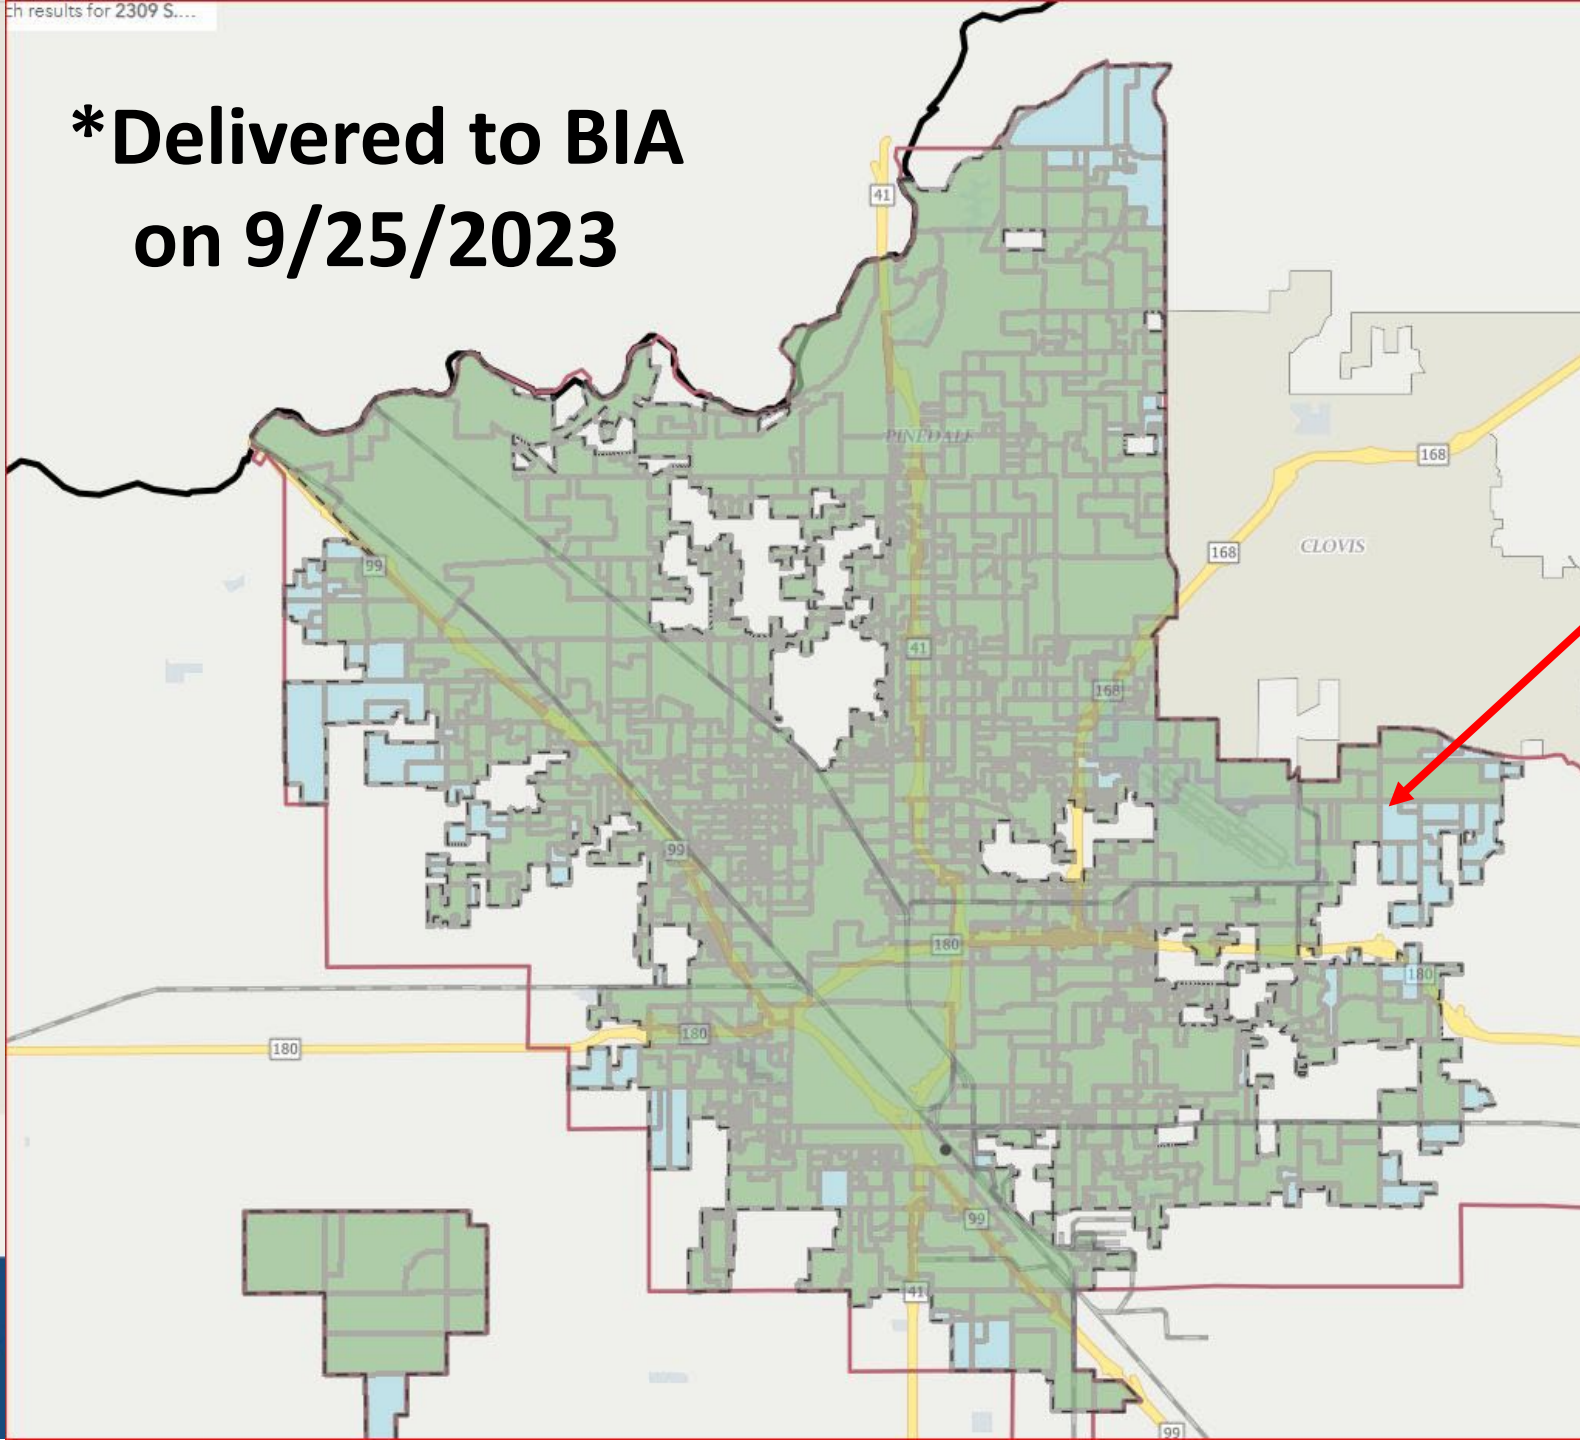 ch results for 2309 S....
*Delivered to BIA
on 9/25/2023
41
PINEDALE
168
168
CLOVIS
99
41
168
99
180
180
180
180
99
41
99